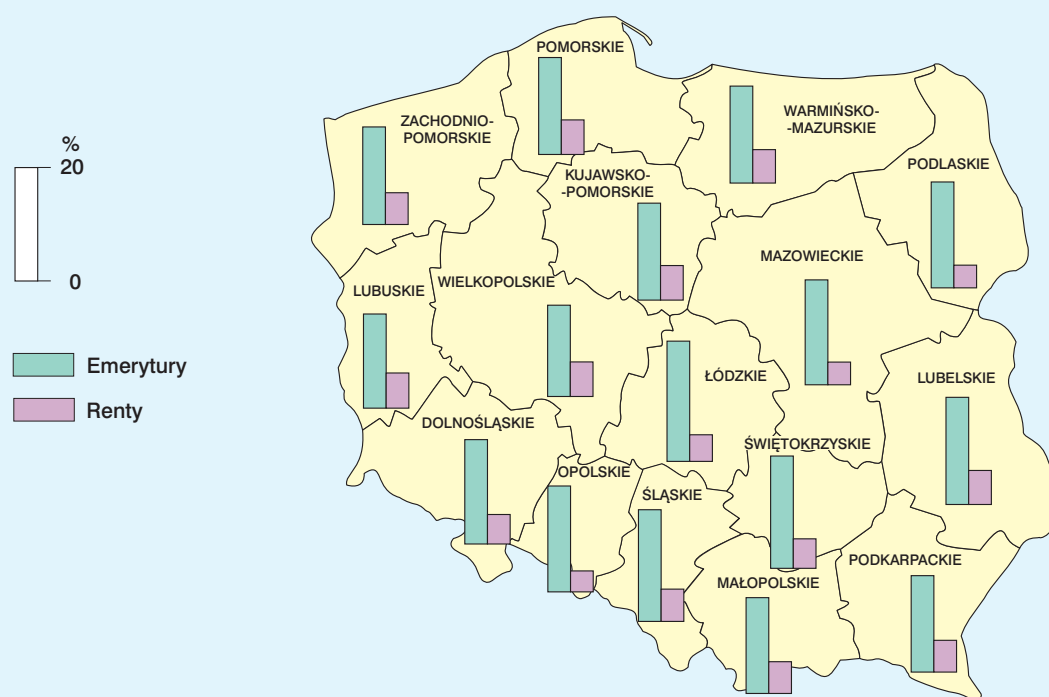 %
20
0
Emerytury
Renty
POMORSKIE
ZACHODNIO-
POMORSKIE
WARMIŃSKO-
-MAZURSKIE
PODLASKIE
KUJAWSKO-
-POMORSKIE
MAZOWIECKIE
WIELKOPOLSKIE
LUBUSKIE
ŁÓDZKIE
LUBELSKIE
DOLNOŚLĄSKIE
ŚWIĘTOKRZYSKIE
OPOLSKIE
ŚLĄSKIE
PODKARPACKIE
MAŁOPOLSKIE